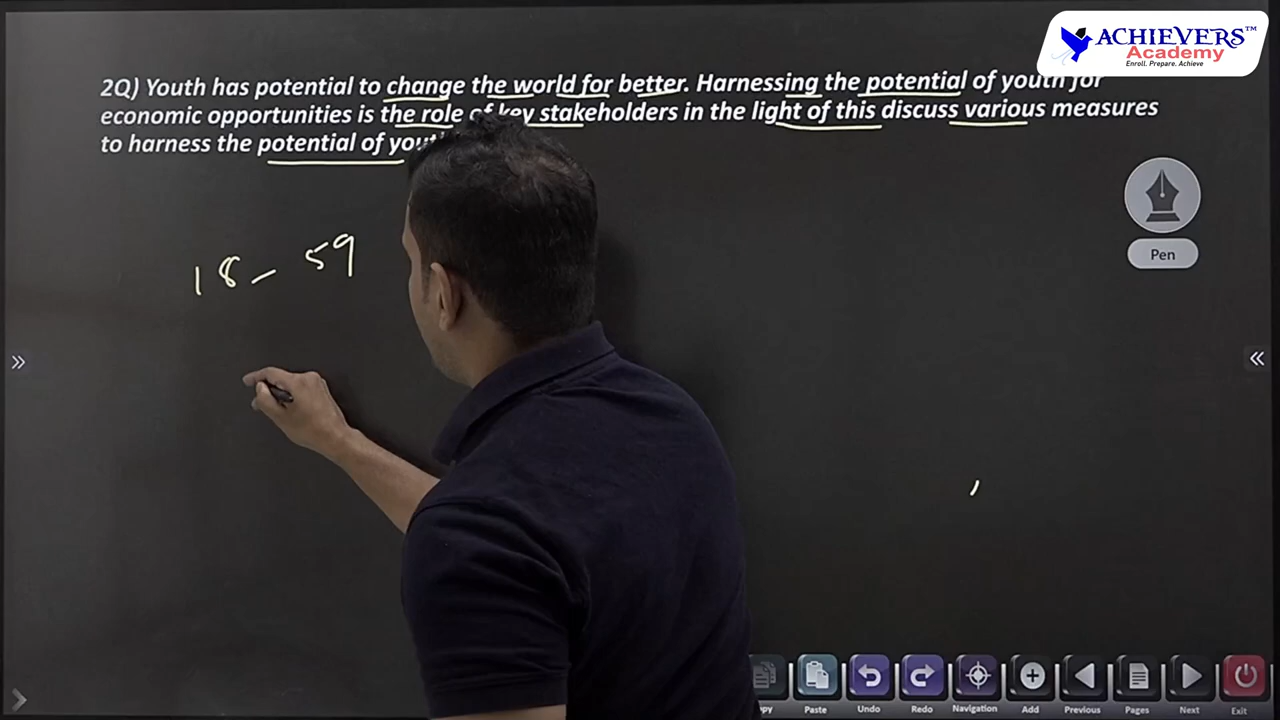 ACHIEVERS™
Academy
Enroll. Prepare. Achieve
2Q) Youth has potential to change the world for better. Harnessing the potential of youth for
economic opportunities is the role of key stakeholders in the light of this discuss various measures
to harness the potential of
18 - 59
Pen
Paste
Undo
Redo
Navigation
Add
Previous
Pages
Next
Exit